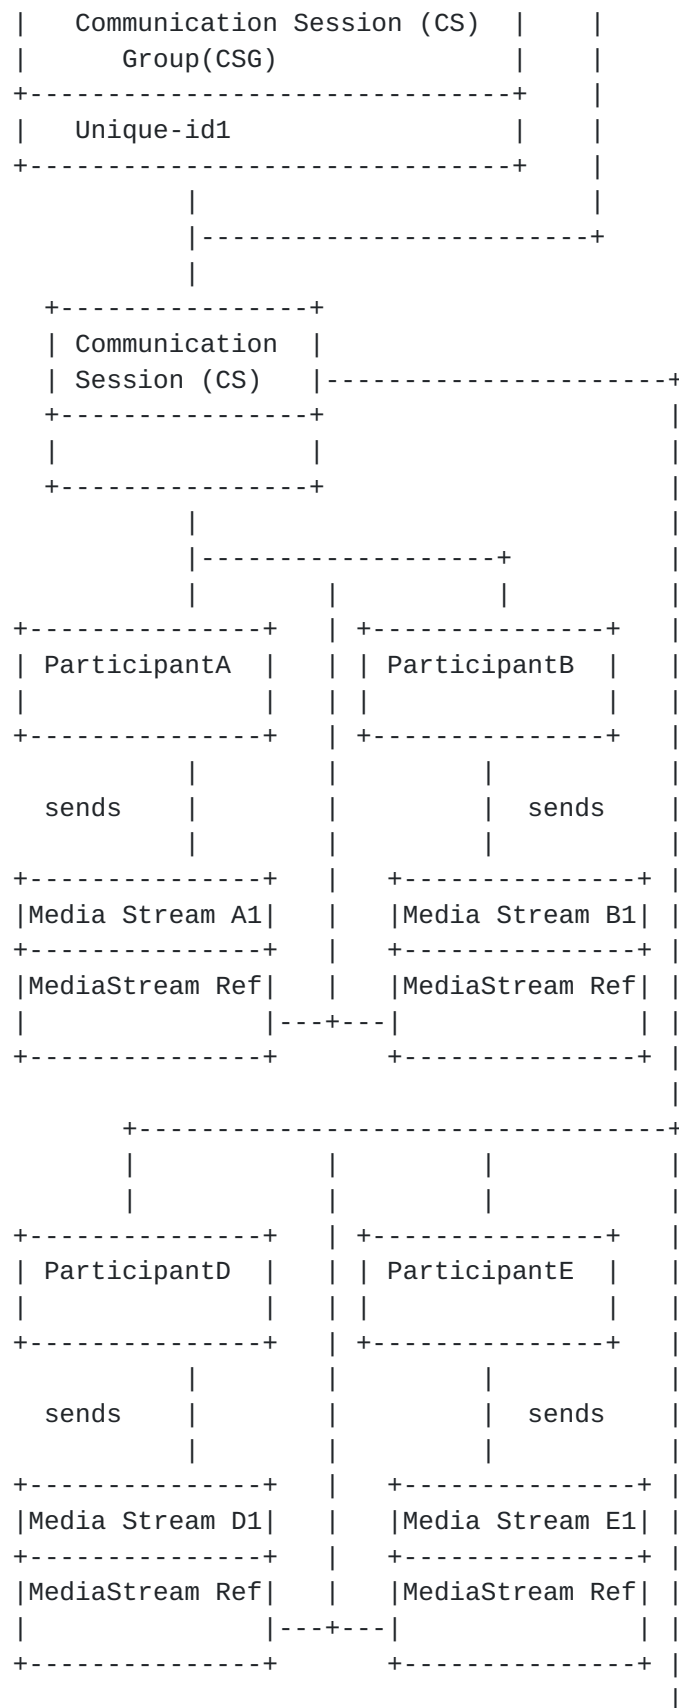 |   Communication Session (CS)  |    |
|      Group(CSG)               |    |
+-------------------------------+    |
|   Unique-id1                  |    |
+-------------------------------+    |
           |                         |
           |-------------------------+
           |
  +----------------+
  | Communication  |
  | Session (CS)   |----------------------+
  +----------------+                      |
  |                |                      |
  +----------------+                      |
           |                              |
           |-------------------+          |
           |        |          |          |
+---------------+   | +---------------+   |
| ParticipantA  |   | | ParticipantB  |   |
|               |   | |               |   |
+---------------+   | +---------------+   |
           |        |         |           |
  sends    |        |         |  sends    |
           |        |         |           |
+---------------+   |   +---------------+ |
|Media Stream A1|   |   |Media Stream B1| |
+---------------+   |   +---------------+ |
|MediaStream Ref|   |   |MediaStream Ref| |
|               |---+---|               | |
+---------------+       +---------------+ |
                                          |
       +----------------------------------+
       |            |         |           |
       |            |         |           |
+---------------+   | +---------------+   |
| ParticipantD  |   | | ParticipantE  |   |
|               |   | |               |   |
+---------------+   | +---------------+   |
           |        |         |           |
  sends    |        |         |  sends    |
           |        |         |           |
+---------------+   |   +---------------+ |
|Media Stream D1|   |   |Media Stream E1| |
+---------------+   |   +---------------+ |
|MediaStream Ref|   |   |MediaStream Ref| |
|               |---+---|               | |
+---------------+       +---------------+ |
                                          |